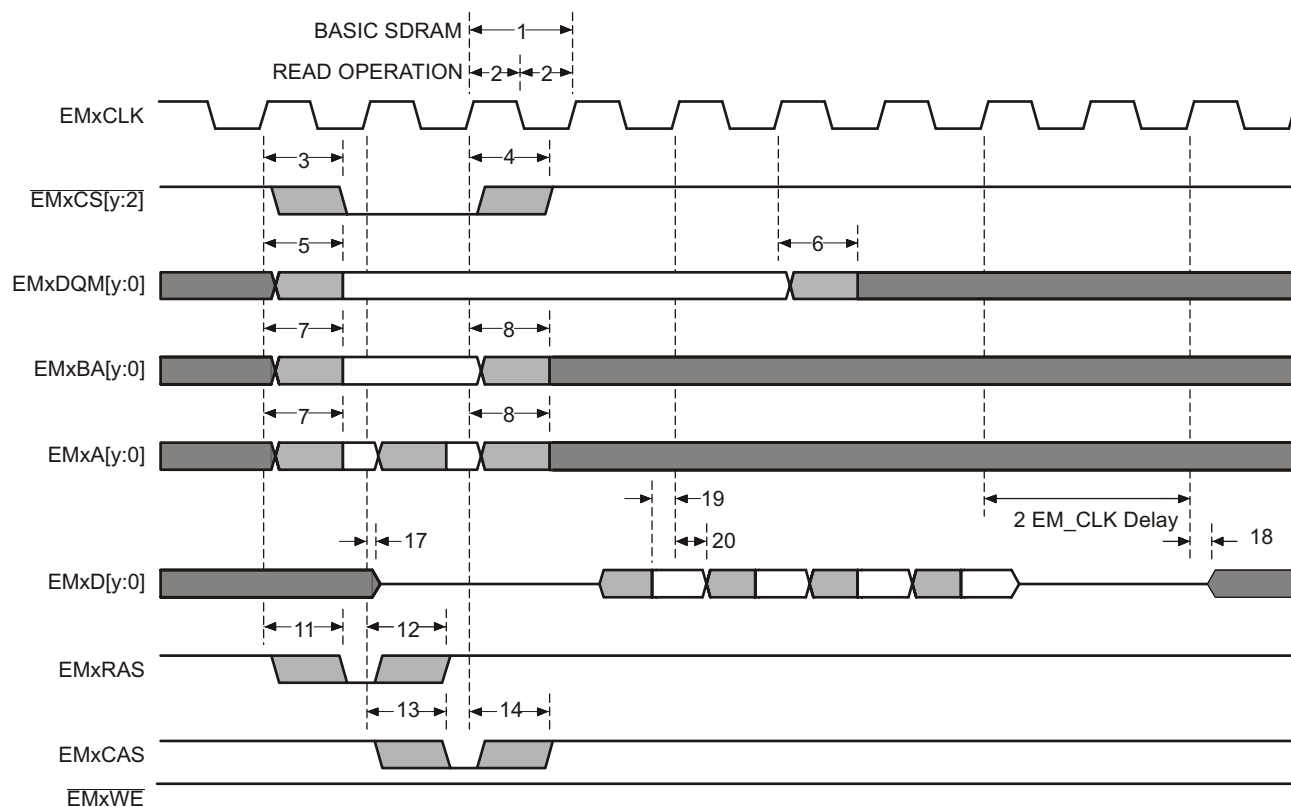 BASIC SDRAM
1
READ OPERATION
2
2
EMxCLK
3
4
EMxCS[y:2]
5
6
EMxDQM[y:0]
7
8
EMxBA[y:0]
7
8
EMxA[y:0]
19
2 EM_CLK Delay
17
20
18
EMxD[y:0]
11
12
EMxRAS
13
14
EMxCAS
EMxWE